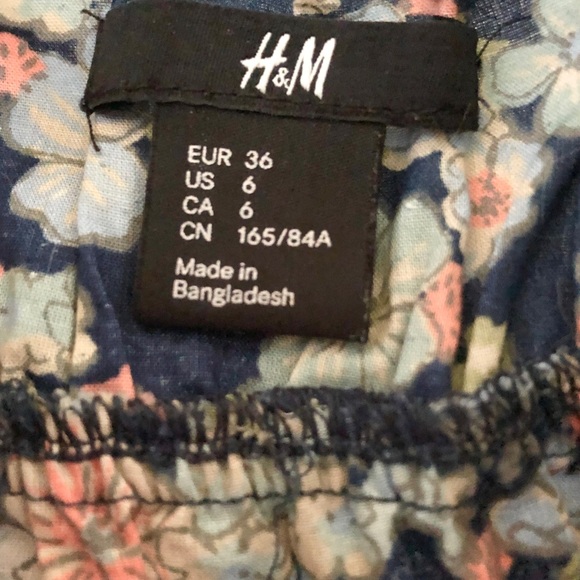 H&M
EUR 36
US 6
CA 6
CN 165/84A
Made in
Bangladesh